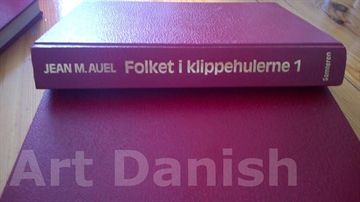 JEAN M. AUEL Folket i klippehulerne 1 Samleren
Art Danish